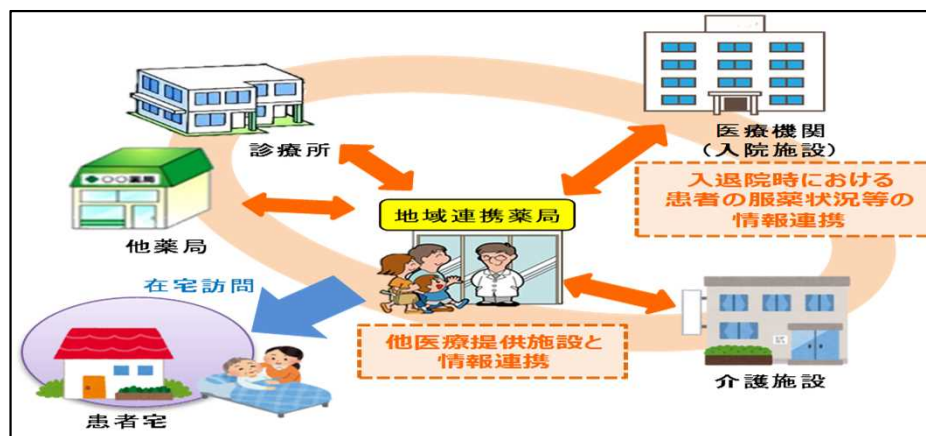 診療所
医療機関
（入院施設）
〇〇薬局
他薬局
地域連携薬局
入退院時における
患者の服薬状況等の
情報連携
在宅訪問
他医療提供施設と
情報連携
介護施設
患者宅